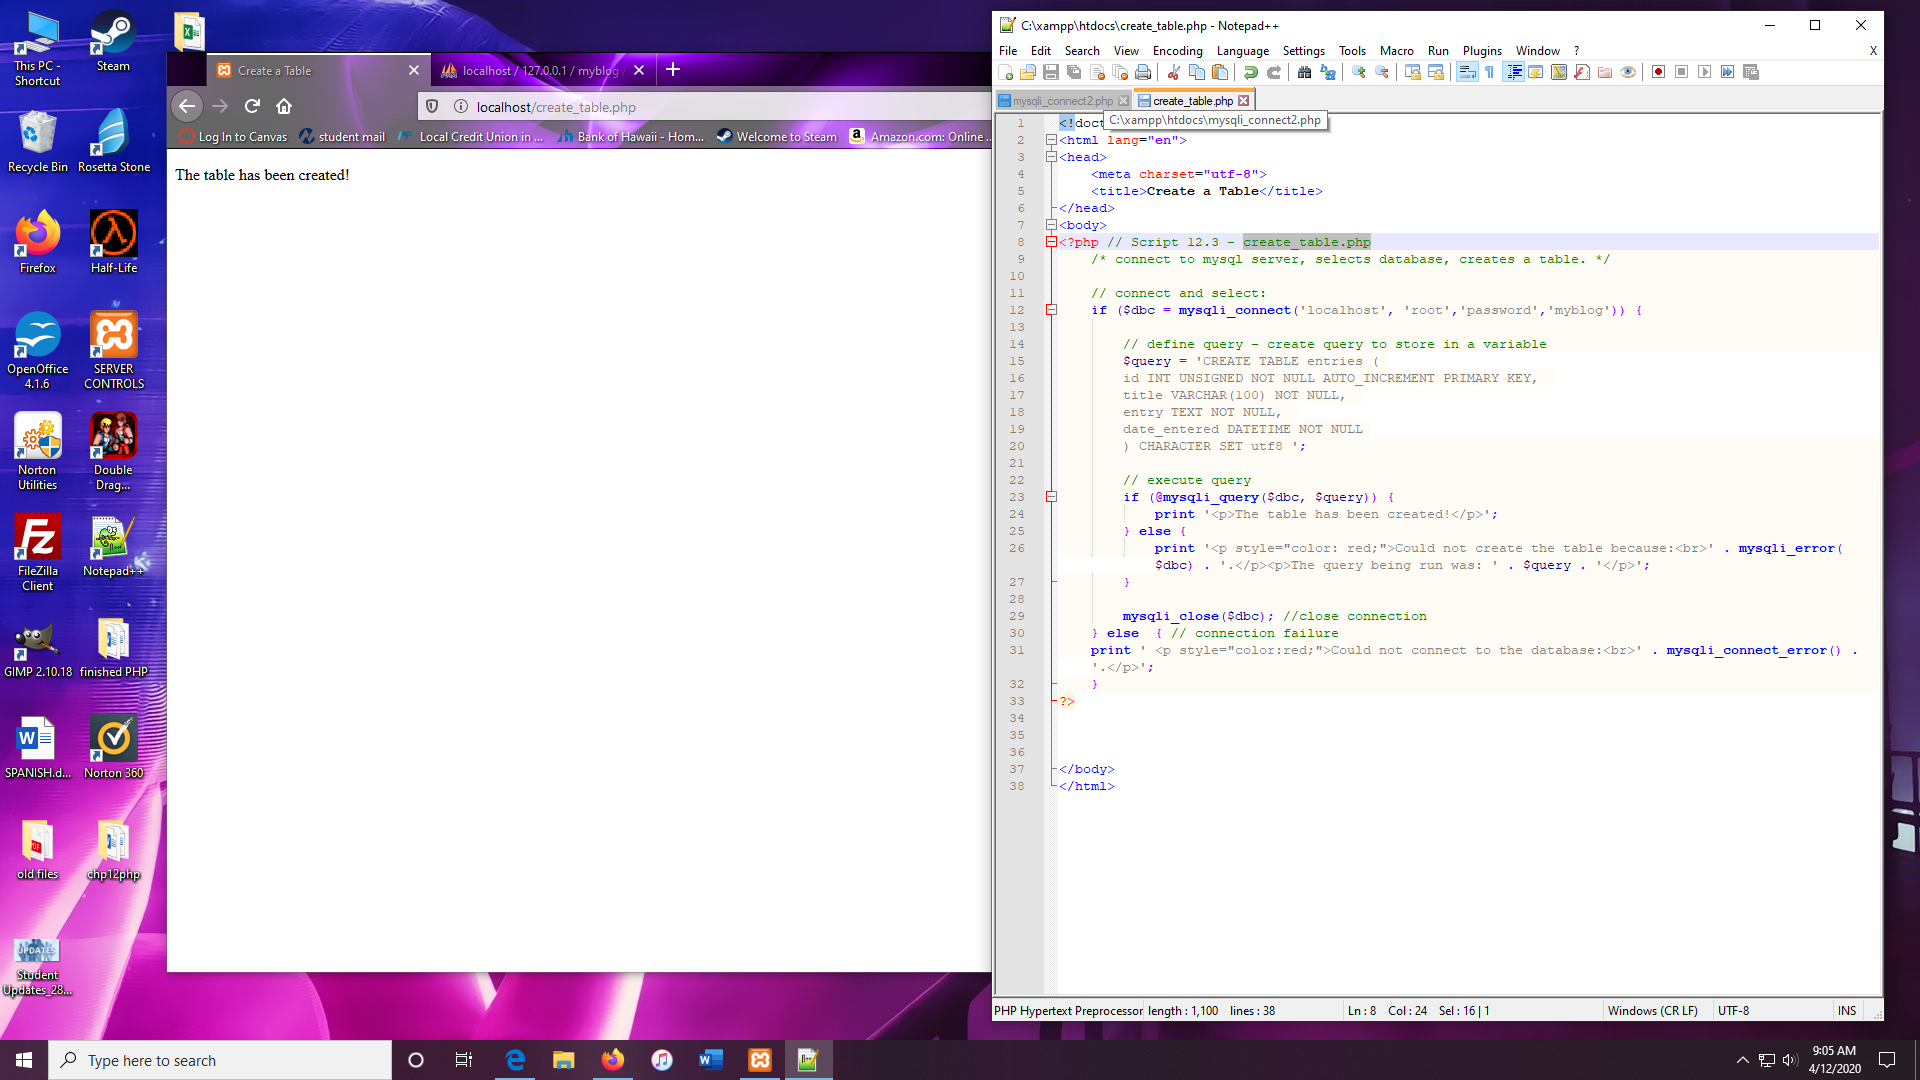 This PC -
Shortcut
Steam
Recycle Bin
Rosetta Stone
Firefox
Half-Life
OpenOffice
4.1.6
SERVER
CONTROLS
Norton
Utilities
Double
Drag...
FileZilla
Client
Notepad++
GIMP 2.10.18
finished PHP
SPANISH.d...
Norton 360
old files
chp12php
UPDATES
Student
Updates_28...
Create a Table
localhost / 127.0.0.1 / myblog
localhost/create_table.php
Log In to Canvas
student mail
Local Credit Union in ...
Bank of Hawaii - Hom...
Welcome to Steam
Amazon.com: Online ...
The table has been created!
C:\xampp\htdocs\create_table.php - Notepad++
File Edit Search View Encoding Language Settings Tools Macro Run Plugins Window ? X
mysqli_connect2.php
create_table.php
C:\xampp\htdocs\mysqli_connect2.php
1 <!doct
2 <html lang="en">
3 <head>
4 <meta charset="utf-8">
5 <title>Create a Table</title>
6 </head>
7 <body>
8 <?php // Script 12.3 - create_table.php
9 /* connect to mysql server, selects database, creates a table. */
10
11 // connect and select:
12 if ($dbc = mysqli_connect('localhost', 'root','password','myblog')) {
13
14 // define query - create query to store in a variable
15 $query = 'CREATE TABLE entries (
16 id INT UNSIGNED NOT NULL AUTO_INCREMENT PRIMARY KEY,
17 title VARCHAR(100) NOT NULL,
18 entry TEXT NOT NULL,
19 date_entered DATETIME NOT NULL
20 ) CHARACTER SET utf8 ';
21
22 // execute query
23 if (@mysqli_query($dbc, $query)) {
24 print '<p>The table has been created!</p>';
25 } else {
26 print '<p style="color: red;">Could not create the table because:<br>' . mysqli_error(
$dbc) . '.</p><p>The query being run was: ' . $query . '</p>';
27 }
28
29 mysqli_close($dbc); //close connection
30 } else  { // connection failure
31 print ' <p style="color:red;">Could not connect to the database:<br>' . mysqli_connect_error() .
'.</p>';
32 }
33 ?>
34
35
36
37 </body>
38 </html>
PHP Hypertext Preprocessor length : 1,100 lines : 38 Ln : 8 Col : 24 Sel : 16 | 1 Windows (CR LF) UTF-8 INS
Type here to search
9:05 AM
4/12/2020